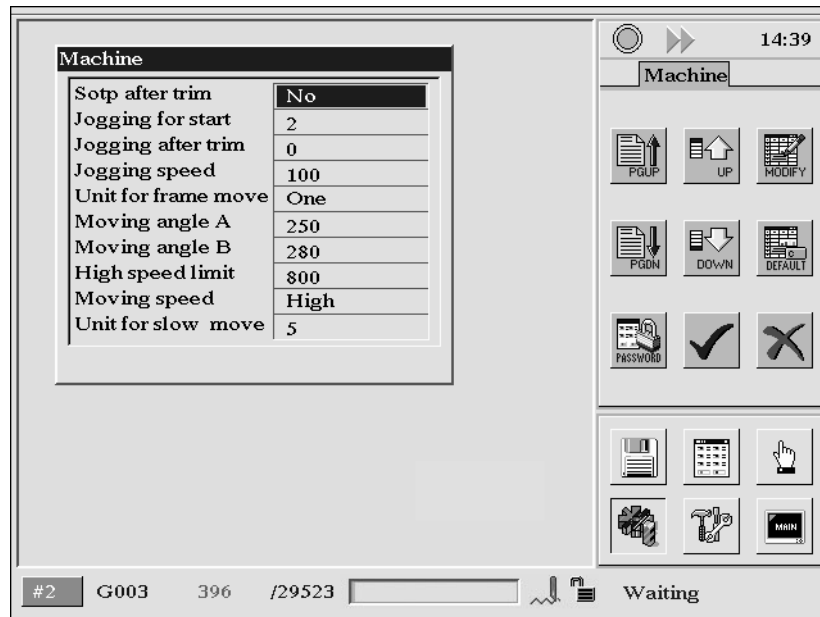 14:39
Machine
Machine
Sotp after trim No
Jogging for start 2
Jogging after trim 0
Jogging speed 100
Unit for frame move One
Moving angle A 250
Moving angle B 280
High speed limit 800
Moving speed High
Unit for slow move 5
PGUP UP MODIFY
PGDN DOWN DEFAULT
PASSWORD
MAIN
#2 G003 396 /29523 Waiting